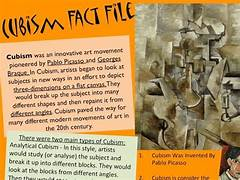 CUBISM FACT FILE
Cubism was an innovative art movement
pioneered by Pablo Picasso and Georges
Braque. In Cubism, artists began to look at
subjects in new ways in an effort to depict
three-dimensions on a flat canvas. They
would break up the subject into many
different shapes and then repaint it from
different angles. Cubism paved the way for
many different movements of modern art in
the 20th century.
There were two main types of Cubism:
Analytical Cubism - In this style, artists
would study (or analyse) the subject and
break it up into different blocks. They would
look at the blocks from different angles.
Then they would
1. Cubism Was Invented By
Pablo Picasso
2. Cubism is consider the